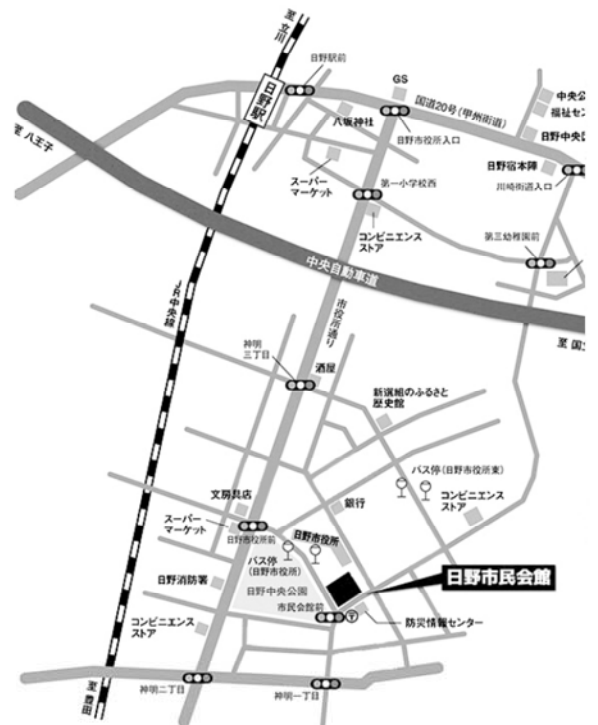 至 立川
日野駅前
GS
国道20号(甲州街道)
中央公
福祉セン
日野中央
日野駅
八坂神社
日野市役所入口
日野宿本陣
至 八王子
スーパー
マーケット
第一小学校西
川崎街道入口
コンビニエンス
ストア
第三幼稚園前
中央自動車道
JR中央線
市役所通り
至 国立
神明
三丁目
酒屋
新選組のふるさと
歴史館
バス停(日野市役所東)
文房具店
銀行
コンビニエンス
ストア
スーパー
マーケット
日野市役所前
日野市役所
バス停
(日野市役所)
日野市民会館
日野消防署
日野中央公園
市民会館前
防災情報センター
コンビニエンス
ストア
神明二丁目
神明一丁目
至 豊田